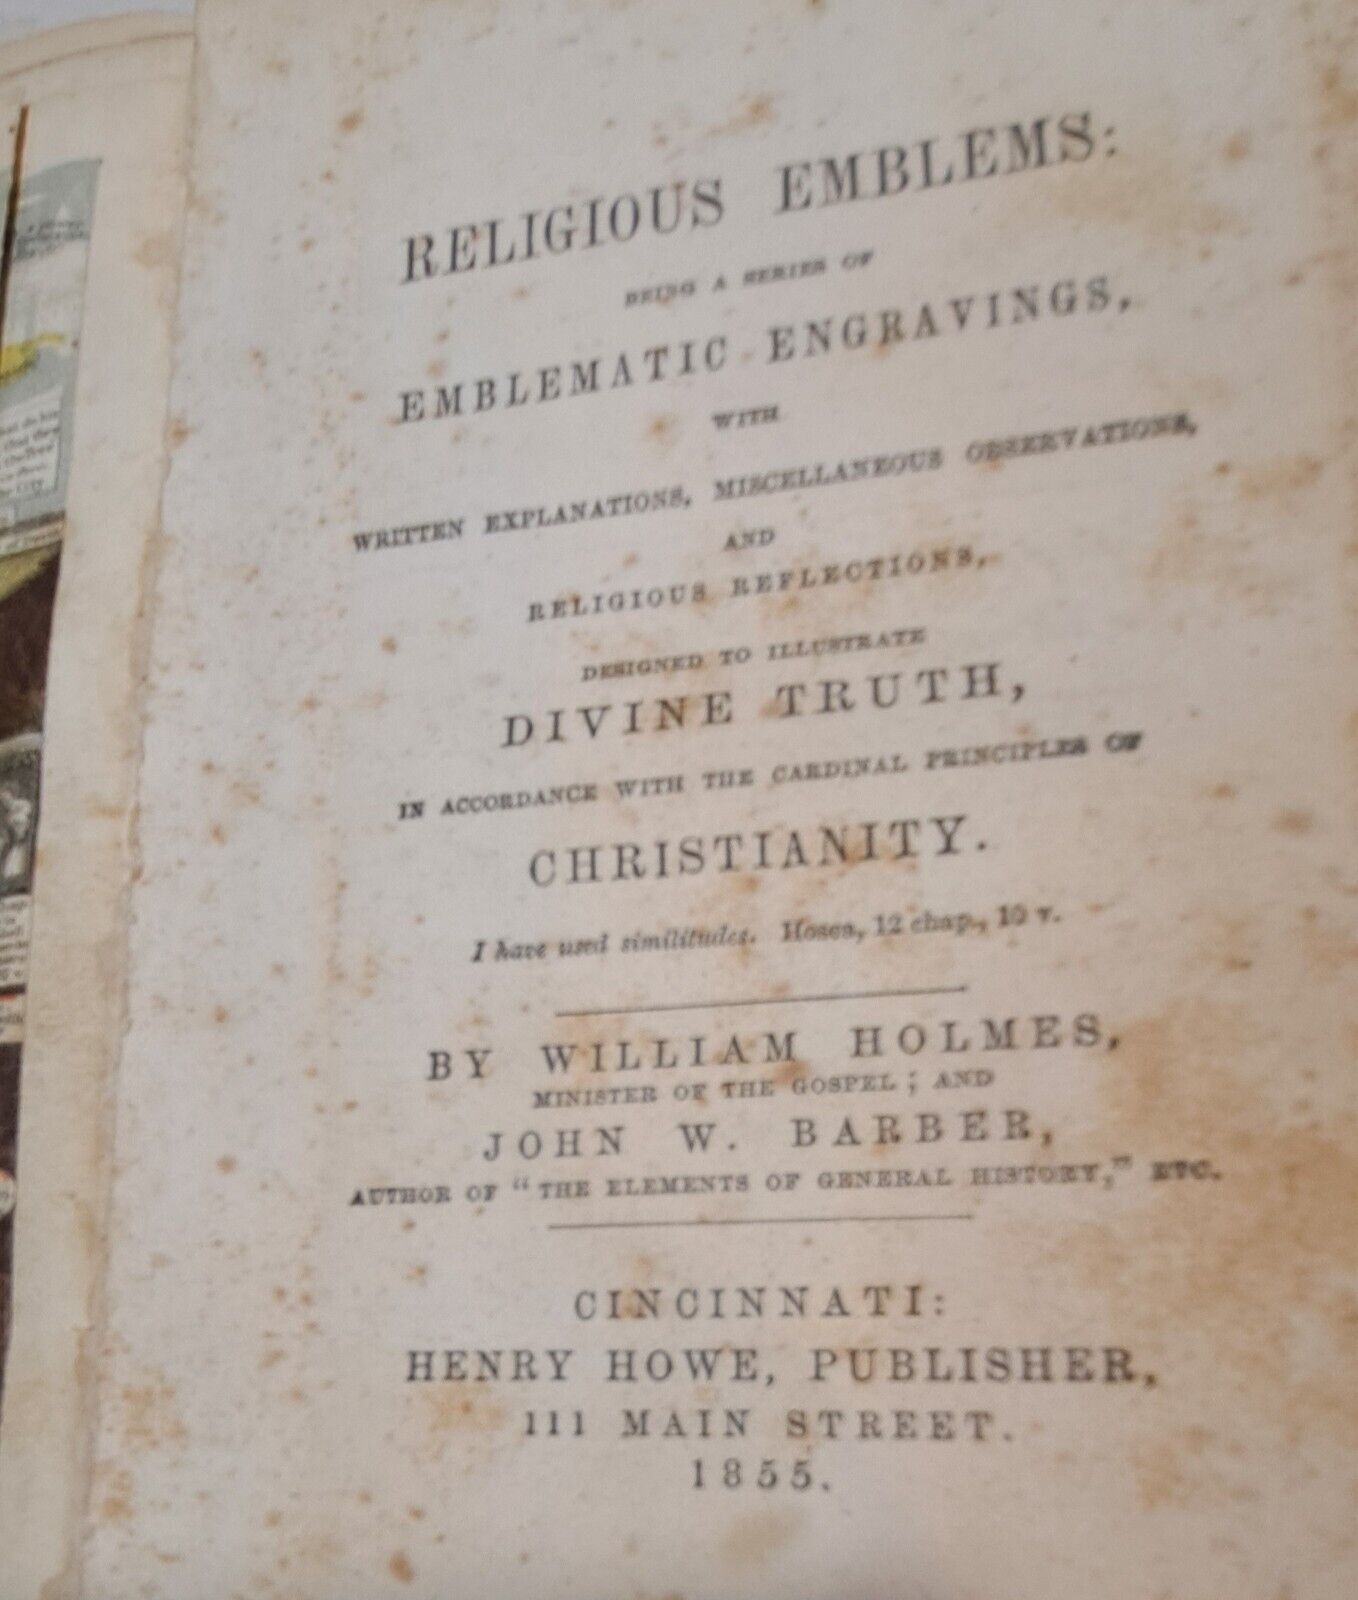 RELIGIOUS EMBLEMS:
BEING A SERIES OF
EMBLEMATIC ENGRAVINGS,
WITH
WRITTEN EXPLANATIONS, MISCELLANEOUS OBSERVATIONS,
AND
RELIGIOUS REFLECTIONS,
DESIGNED TO ILLUSTRATE
DIVINE TRUTH,
IN ACCORDANCE WITH THE CARDINAL PRINCIPLES OF
CHRISTIANITY.
I have used similitudes. Hosea, 12 chap., 10 v.
BY WILLIAM HOLMES,
MINISTER OF THE GOSPEL; AND
JOHN W. BARBER,
AUTHOR OF "THE ELEMENTS OF GENERAL HISTORY," ETC.
CINCINNATI:
HENRY HOWE, PUBLISHER,
111 MAIN STREET.
1855.